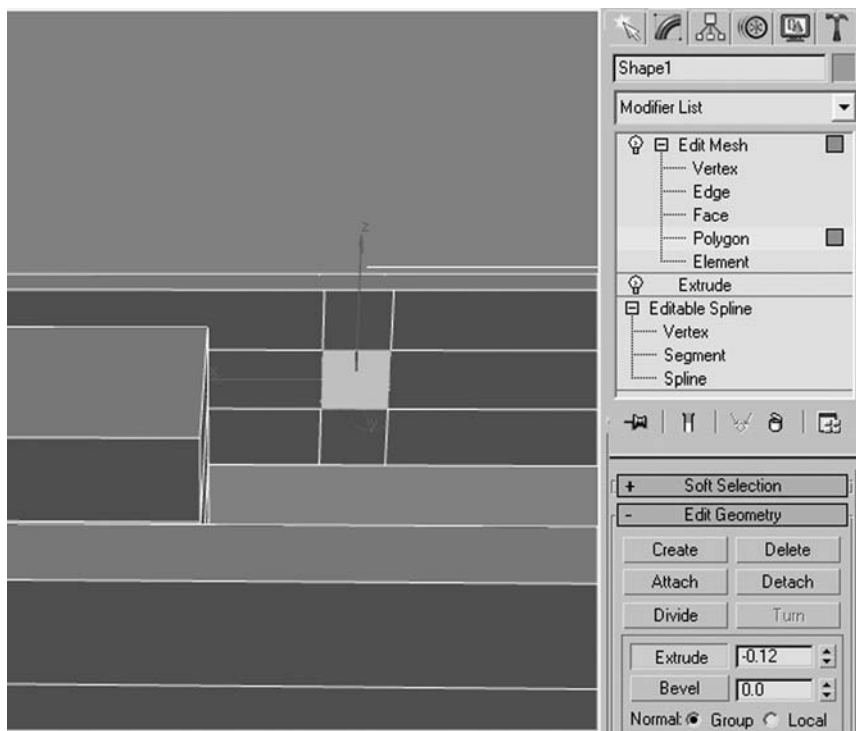 Shape1
Modifier List
Edit Mesh
Vertex
Edge
Face
Polygon
Element
Extrude
Editable Spline
Vertex
Segment
Spline
z
x
y
+ Soft Selection
- Edit Geometry
Create Delete
Attach Detach
Divide Turn
Extrude -0.12
Bevel 0.0
Normal: Group Local